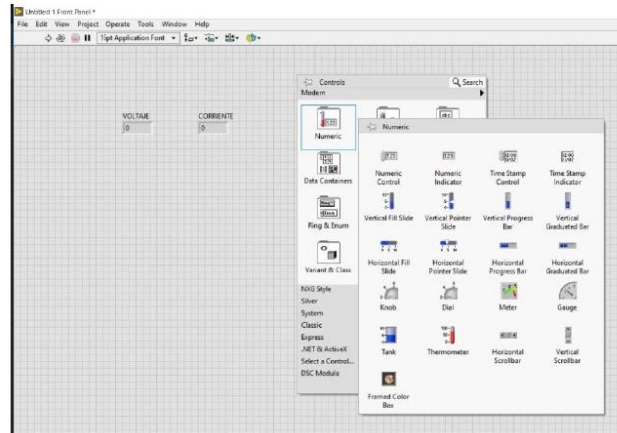 Untitled 1 Front Panel *
File Edit View Project Operate Tools Window Help
15pt Application Font
Controls
Search
Modern
VOLTAJE
CORRIENTE
0
0
Numeric
Numeric
Data Containers
Ring & Enum
Variant & Class
Numeric Control
Numeric Indicator
Time Stamp Control
Time Stamp Indicator
Vertical Fill Slide
Vertical Pointer Slide
Vertical Progress Bar
Vertical Graduated Bar
Horizontal Fill Slide
Horizontal Pointer Slide
Horizontal Progress Bar
Horizontal Graduated Bar
Knob
Dial
Meter
Gauge
Tank
Thermometer
Horizontal Scrollbar
Vertical Scrollbar
Framed Color Box
NXG Style
Silver
System
Classic
Express
.NET & ActiveX
Select a Control...
DSC Module